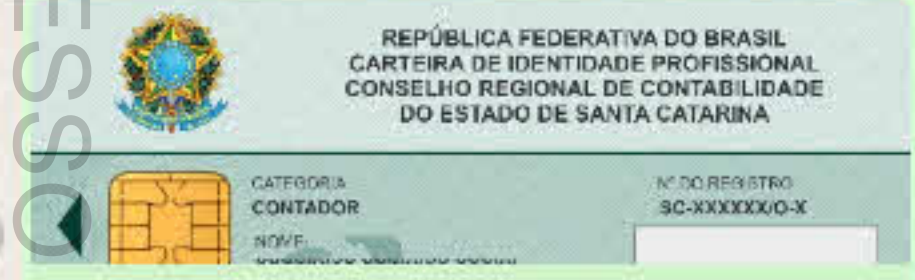 REPÚBLICA FEDERATIVA DO BRASIL
CARTEIRA DE IDENTIDADE PROFISSIONAL
CONSELHO REGIONAL DE CONTABILIDADE
DO ESTADO DE SANTA CATARINA
ESSO
CATEGORIA
Nº DO REGISTRO
CONTADOR
SC-XXXXXX/O-X
NOME